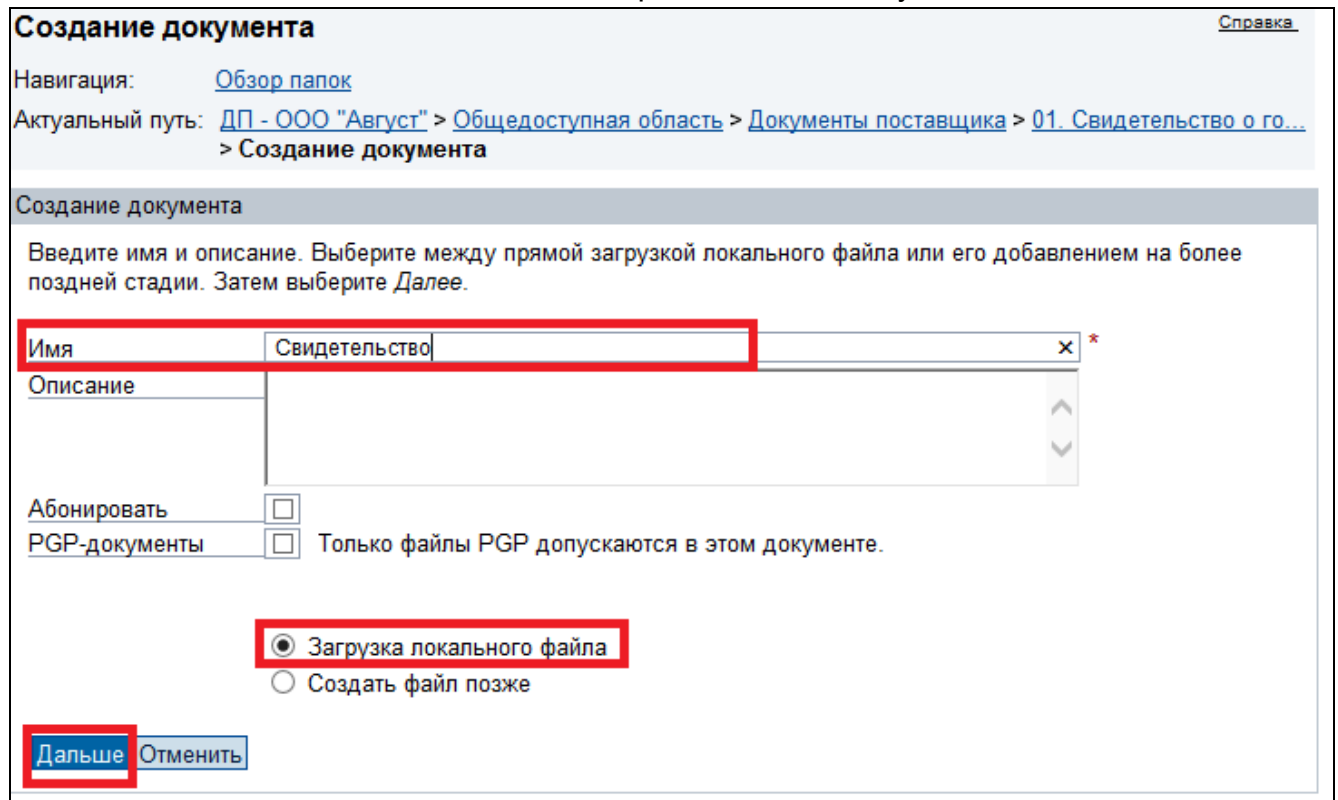 Создание документа
Справка
Навигация: Обзор папок
Актуальный путь: ДП - ООО "Август" > Общедоступная область > Документы поставщика > 01. Свидетельство о го...
> Создание документа
Создание документа
Введите имя и описание. Выберите между прямой загрузкой локального файла или его добавлением на более
поздней стадии. Затем выберите Далее.
Имя Свидетельство × *
Описание
Абонировать
PGP-документы Только файлы PGP допускаются в этом документе.
Загрузка локального файла
Создать файл позже
Дальше Отменить